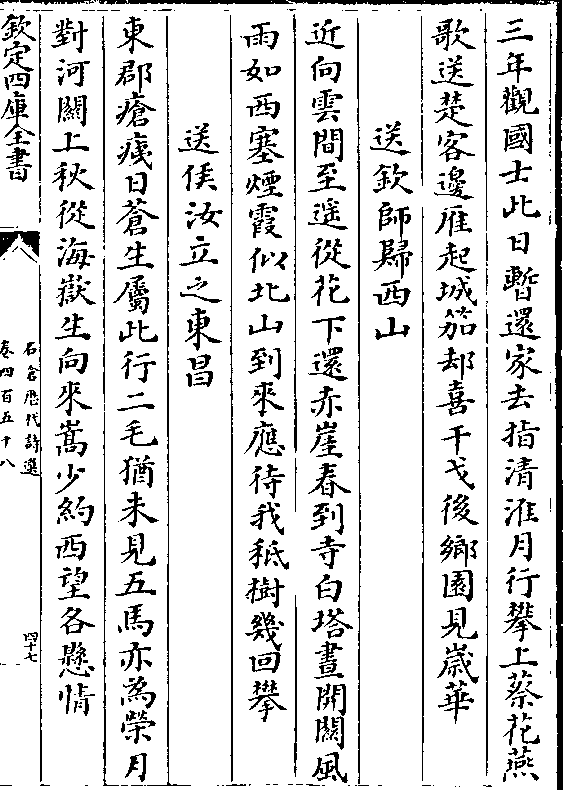 三年觀國士此日暫還家去指清淮月行攀上蔡花燕
歌送楚客邊雁起城笳却喜干戈後鄉園見嵗華
送欽師歸西山
近向雲間至遥從花下還赤崖春到寺白塔晝開關風
雨如西塞煙霞似北山到來應待我秪樹幾回攀
送侯汝立之東昌
東郡瘡痍日蒼生屬此行二毛猶未見五馬亦為榮月
對河關上秋從海嶽生向來嵩少約西望各懸情
欽定四庫全書
石倉歴代詩選
卷四百五十八
四十七